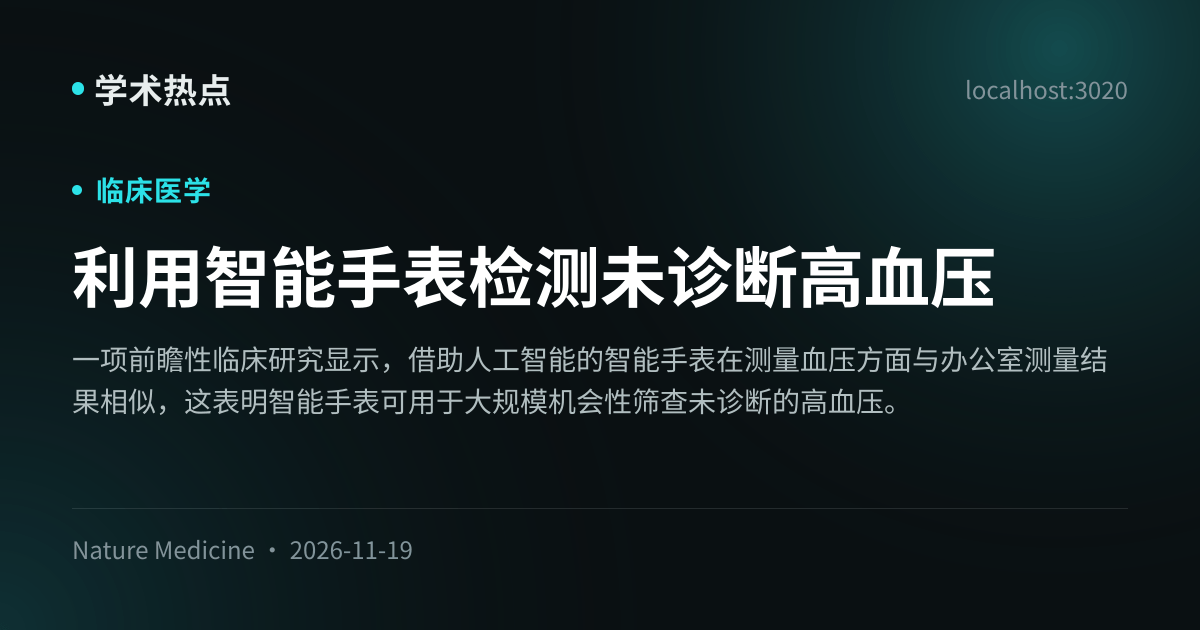 学术热点
localhost:3020
临床医学
利用智能手表检测未诊断高血压
一项前瞻性临床研究显示，借助人工智能的智能手表在测量血压方面与办公室测量结
果相似，这表明智能手表可用于大规模机会性筛查未诊断的高血压。
Nature Medicine · 2026-11-19